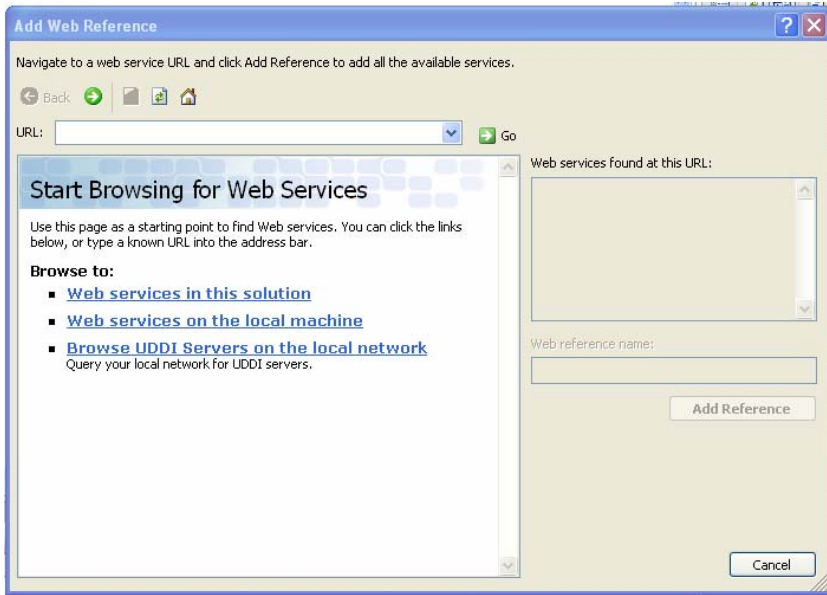 Add Web Reference
Navigate to a web service URL and click Add Reference to add all the available services.
Back
URL:
Go
Start Browsing for Web Services
Use this page as a starting point to find Web services. You can click the links
below, or type a known URL into the address bar.
Browse to:
Web services in this solution
Web services on the local machine
Browse UDDI Servers on the local network
Query your local network for UDDI servers.
Web services found at this URL:
Web reference name:
Add Reference
Cancel